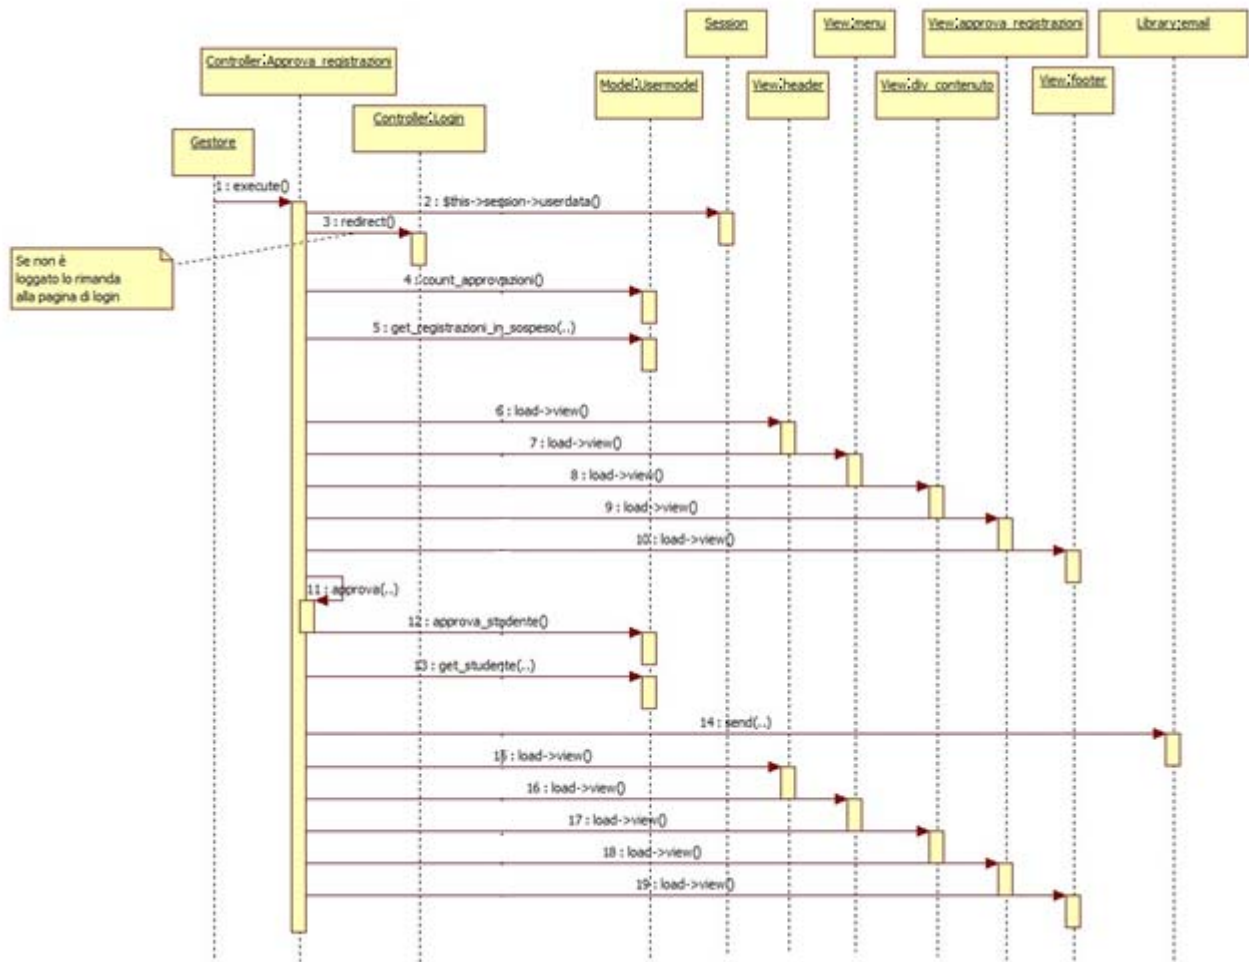 Session
View:menu
View:approva_registrazioni
Library:email
Controller:Approva_registrazioni
Model:Usermodel
View:header
View:div_contenuto
View:footer
Controller:Login
Gestore
1 : execute()
2 : $this->session->userdata()
3 : redirect()
Se non è
loggato lo rimanda
alla pagina di login
4 : count_approvazioni()
5 : get_registrazioni_in_sospeso(..)
6 : load->view()
7 : load->view()
8 : load->view()
9 : load->view()
10 : load->view()
11 : approva(..)
12 : approva_studente()
13 : get_studente(..)
14 : send(..)
15 : load->view()
16 : load->view()
17 : load->view()
18 : load->view()
19 : load->view()